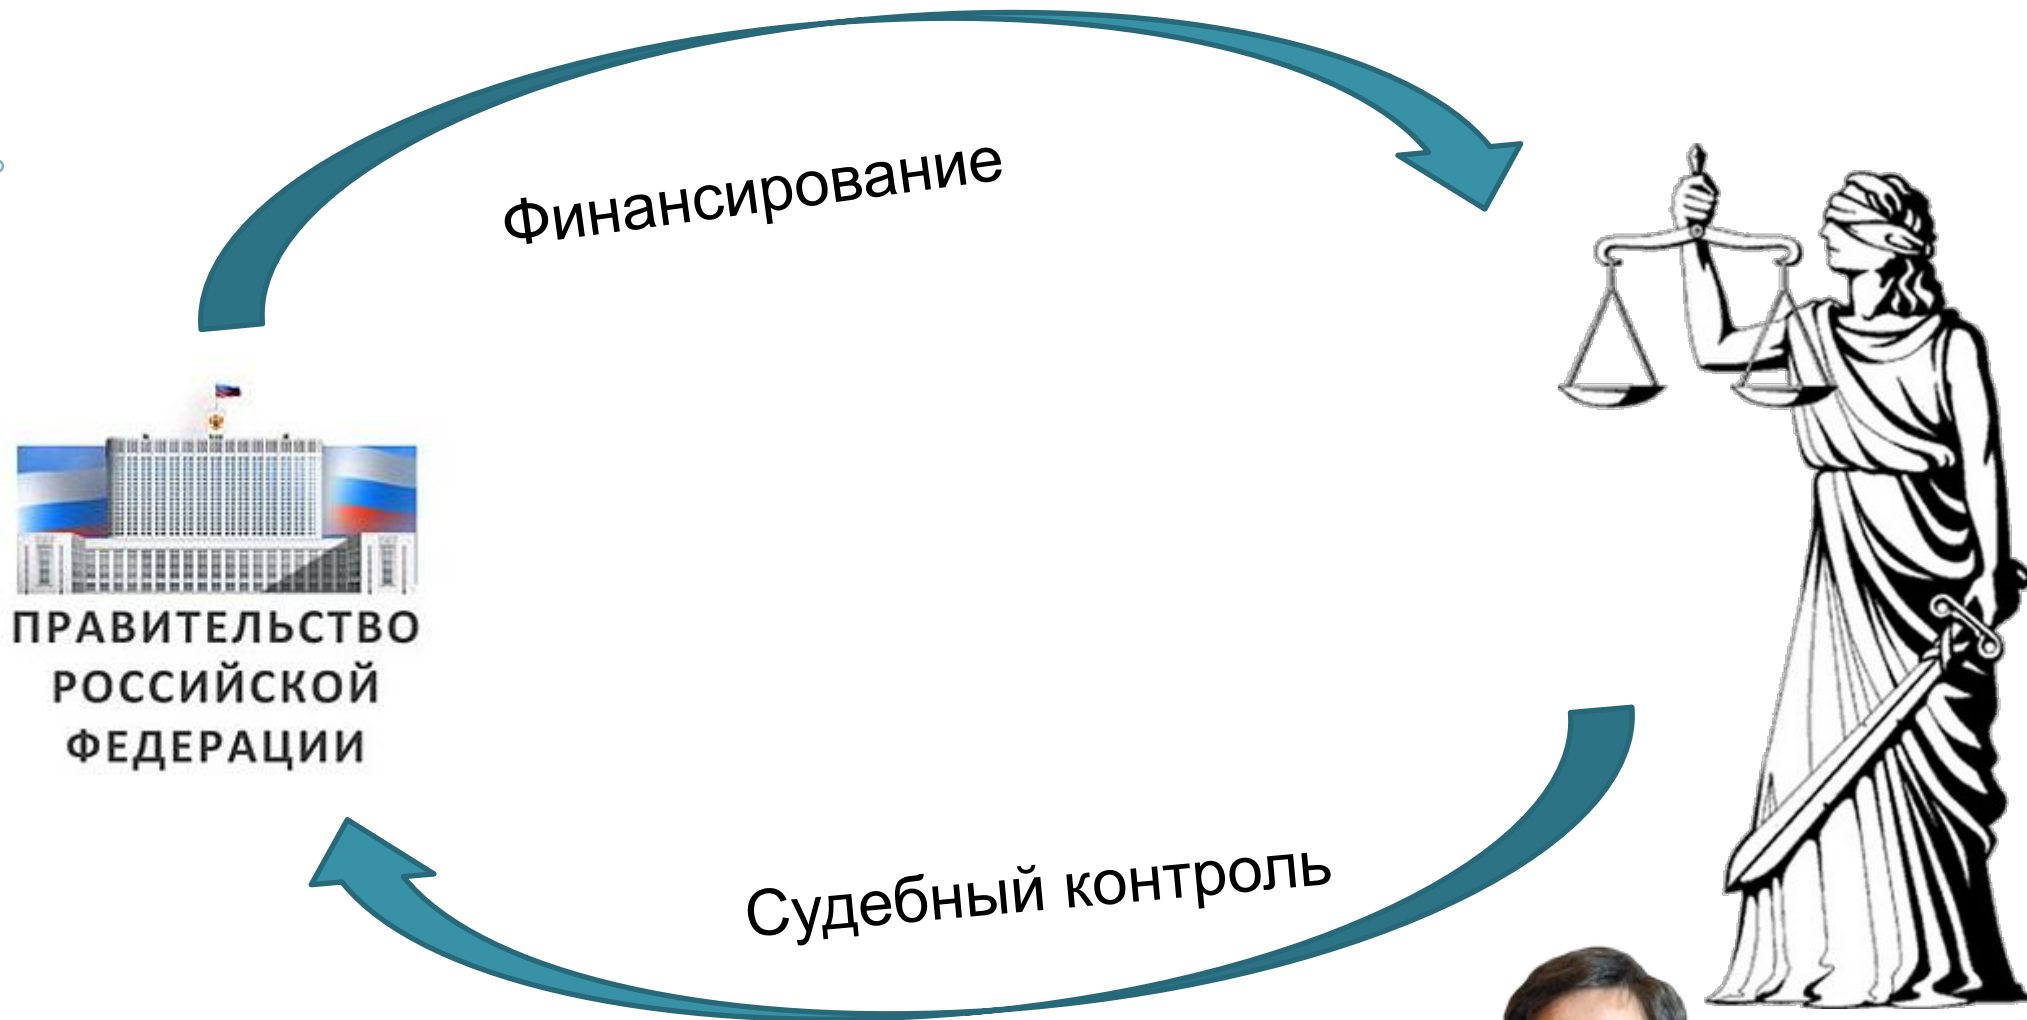 Финансирование
ПРАВИТЕЛЬСТВО
РОССИЙСКОЙ
ФЕДЕРАЦИИ
Судебный контроль